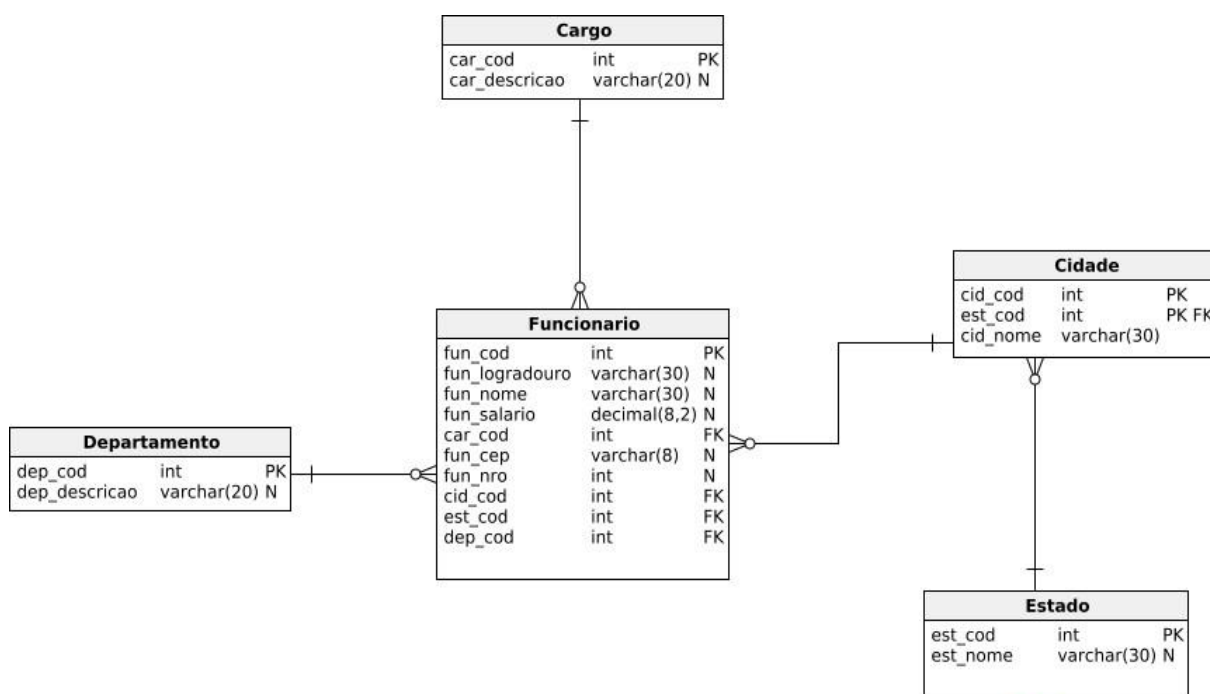 Cargo
car_cod int PK
car_descricao varchar(20) N
Cidade
cid_cod int PK
est_cod int PK FK
cid_nome varchar(30)
Funcionario
fun_cod int PK
fun_logradouro varchar(30) N
fun_nome varchar(30) N
fun_salario decimal(8,2) N
car_cod int FK
fun_cep varchar(8) N
fun_nro int N
cid_cod int FK
est_cod int FK
dep_cod int FK
Departamento
dep_cod int PK
dep_descricao varchar(20) N
Estado
est_cod int PK
est_nome varchar(30) N